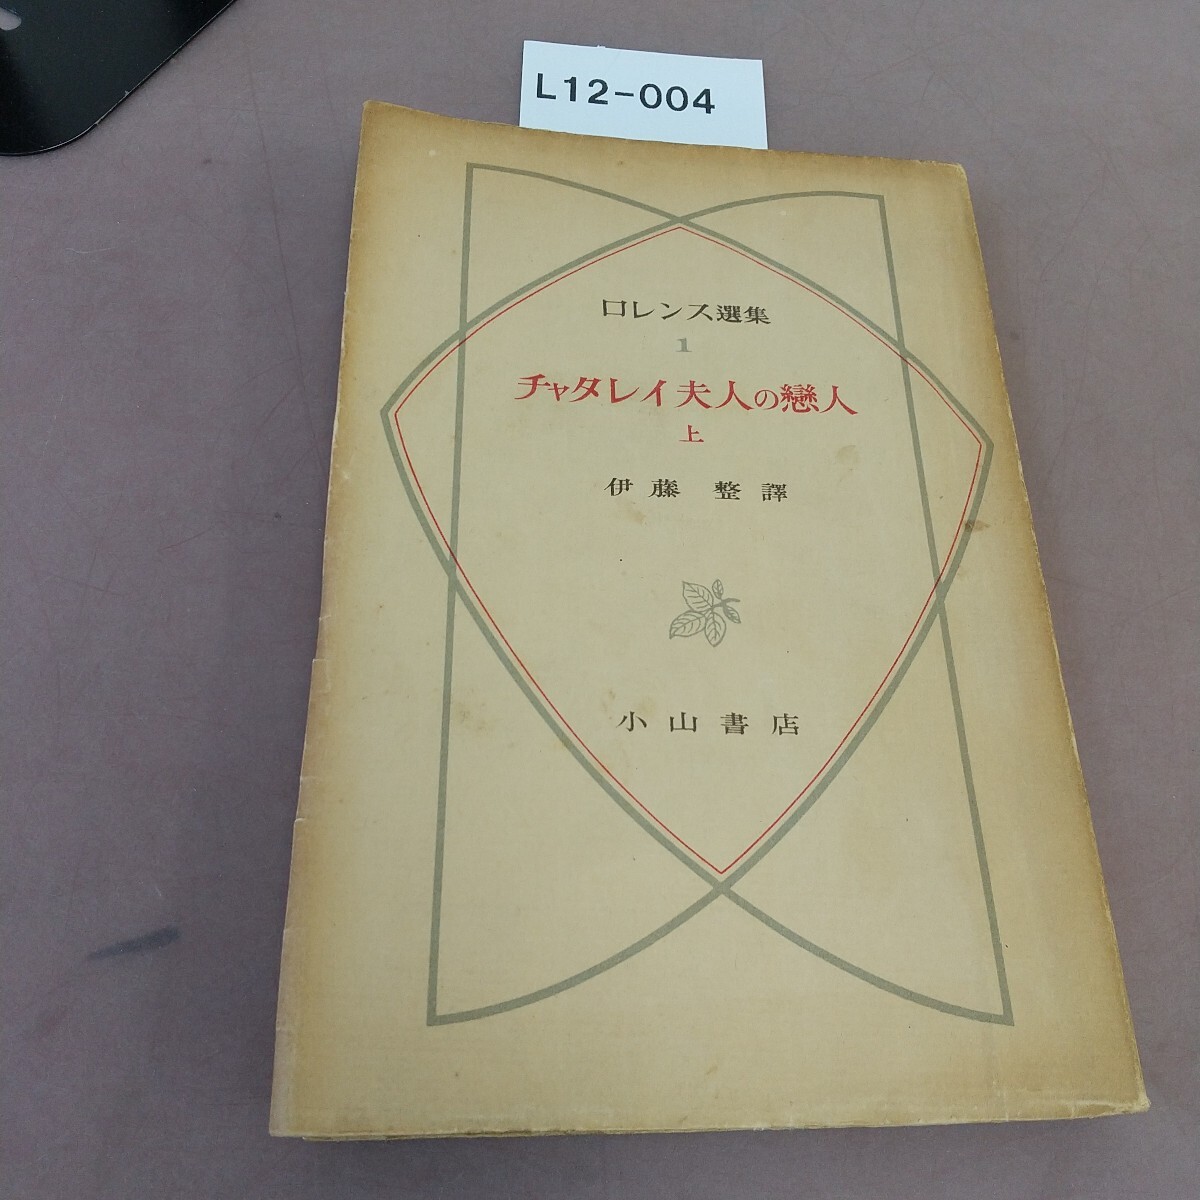 L12-004
ロレンス選集
1
チャタレイ夫人の戀人
上
伊藤 整 譯
小山書店